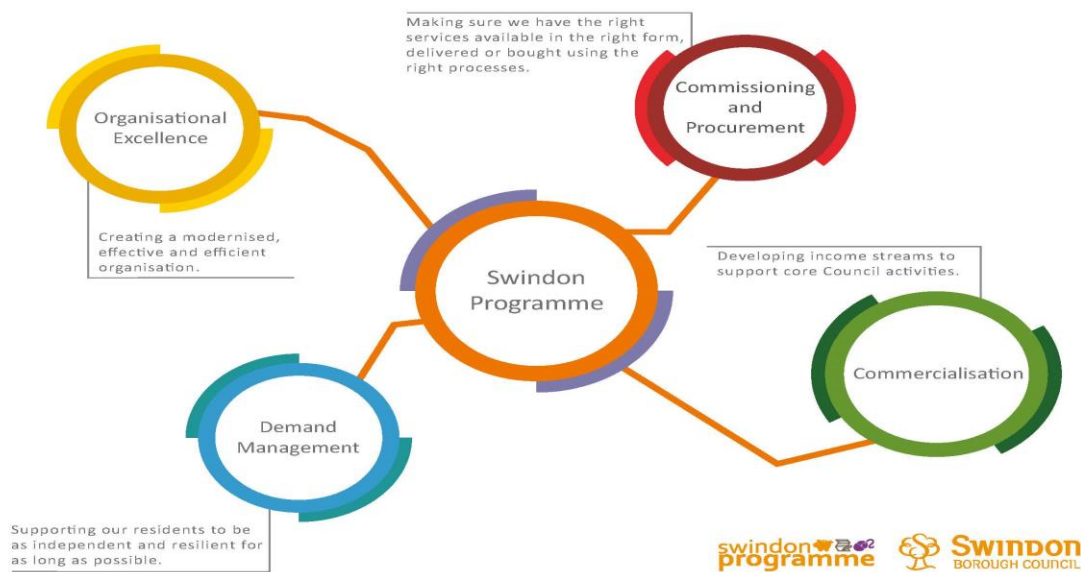 Making sure we have the right
services available in the right form,
delivered or bought using the
right processes.
Commissioning
and
Procurement
Organisational
Excellence
Creating a modernised,
effective and efficient
organisation.
Swindon
Programme
Developing income streams to
support core Council activities.
Commercialisation
Demand
Management
Supporting our residents to be
as independent and resilient for
as long as possible.
swindon
programme
SWINDON
BOROUGH COUNCIL